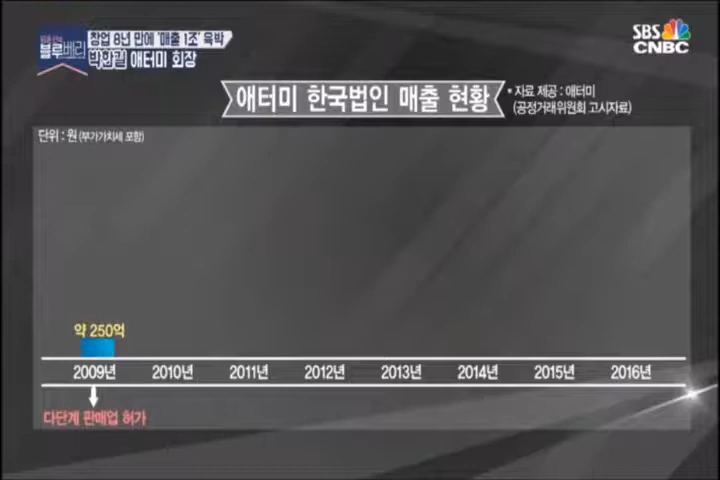 블루베리
창업 8년 만에 '매출 1조' 육박
박한길 애터미 회장
SBS
CNBC
애터미 한국법인 매출 현황
* 자료 제공 : 애터미
(공정거래위원회 고시자료)
단위 : 원 (부가가치세 포함)
약 250억
2009년 2010년 2011년 2012년 2013년 2014년 2015년 2016년
다단계 판매업 허가